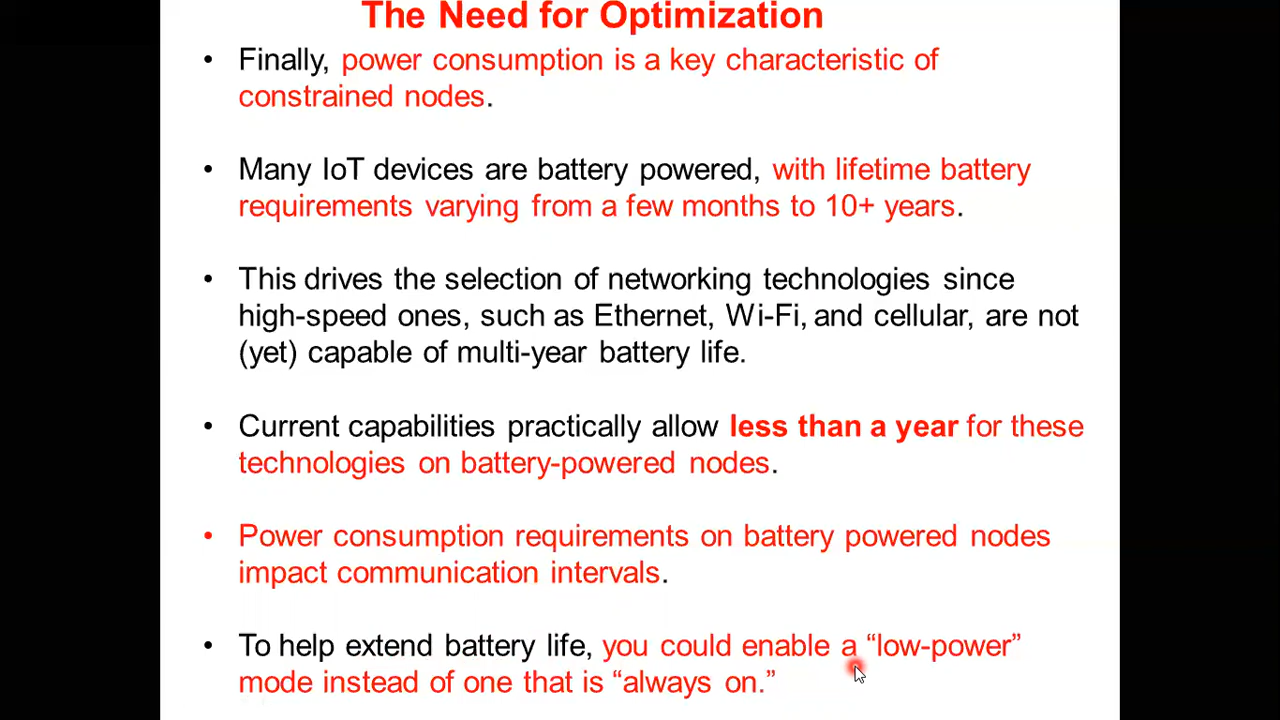 The Need for Optimization
• Finally, power consumption is a key characteristic of
constrained nodes.
• Many IoT devices are battery powered, with lifetime battery
requirements varying from a few months to 10+ years.
• This drives the selection of networking technologies since
high-speed ones, such as Ethernet, Wi-Fi, and cellular, are not
(yet) capable of multi-year battery life.
• Current capabilities practically allow less than a year for these
technologies on battery-powered nodes.
• Power consumption requirements on battery powered nodes
impact communication intervals.
• To help extend battery life, you could enable a “low-power”
mode instead of one that is “always on.”